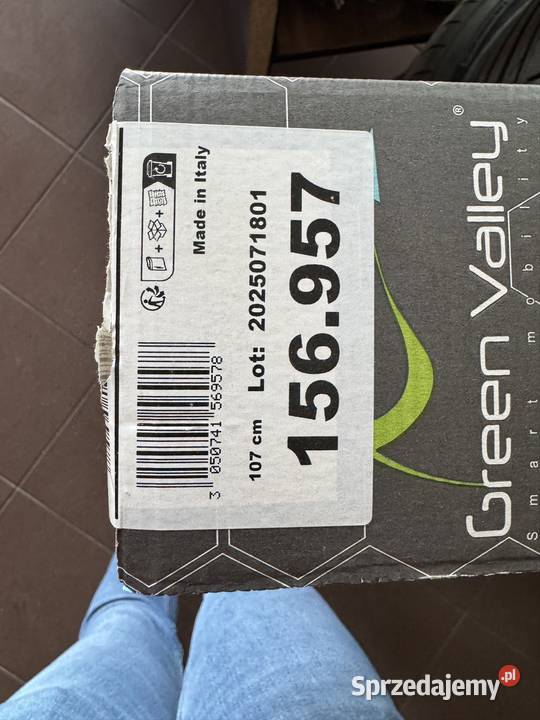 Made in Italy
3 050741 569578
107 cm Lot: 2025071801
156.957
Green Valley®
Smart mobility
Sprzedajemy.pl